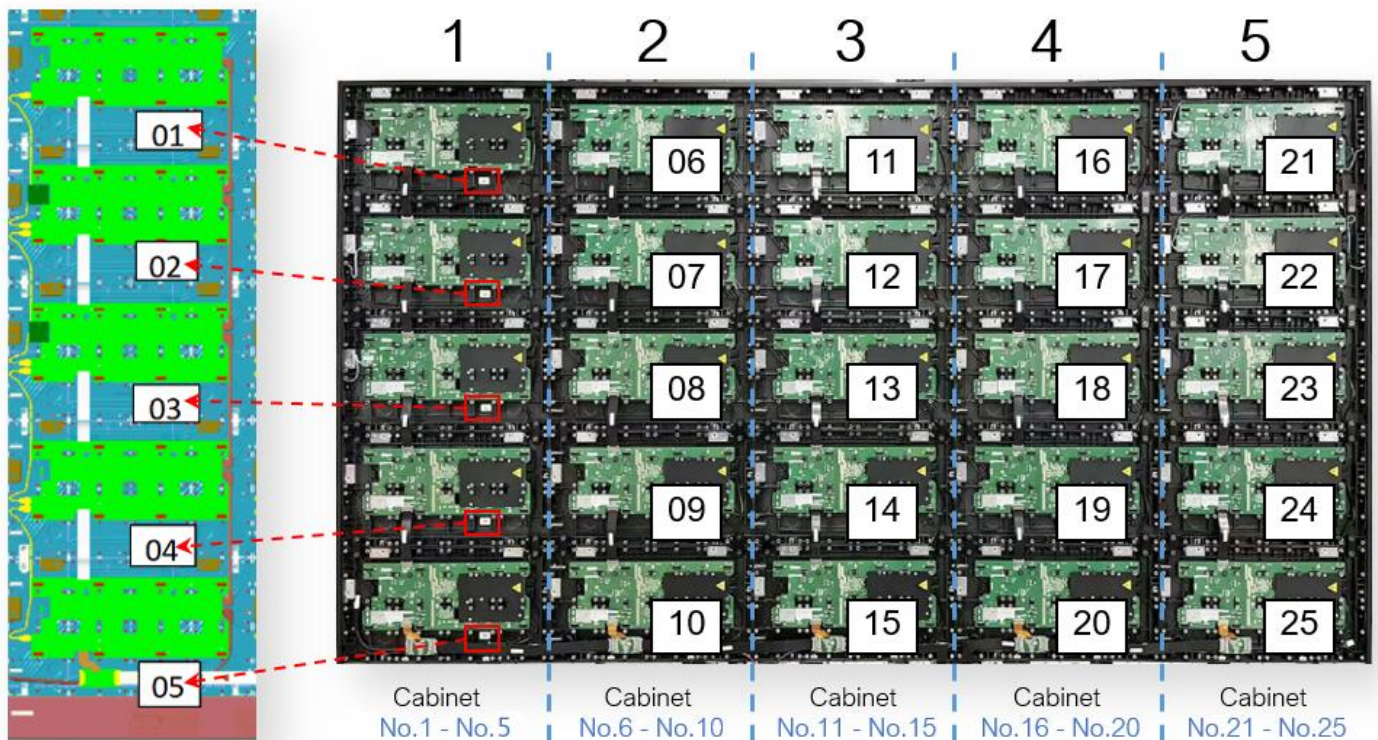 1 2 3 4 5
01
02
03
04
05
06 11 16 21
07 12 17 22
08 13 18 23
09 14 19 24
10 15 20 25
Cabinet Cabinet Cabinet Cabinet Cabinet
No.1 - No.5 No.6 - No.10 No.11 - No.15 No.16 - No.20 No.21 - No.25